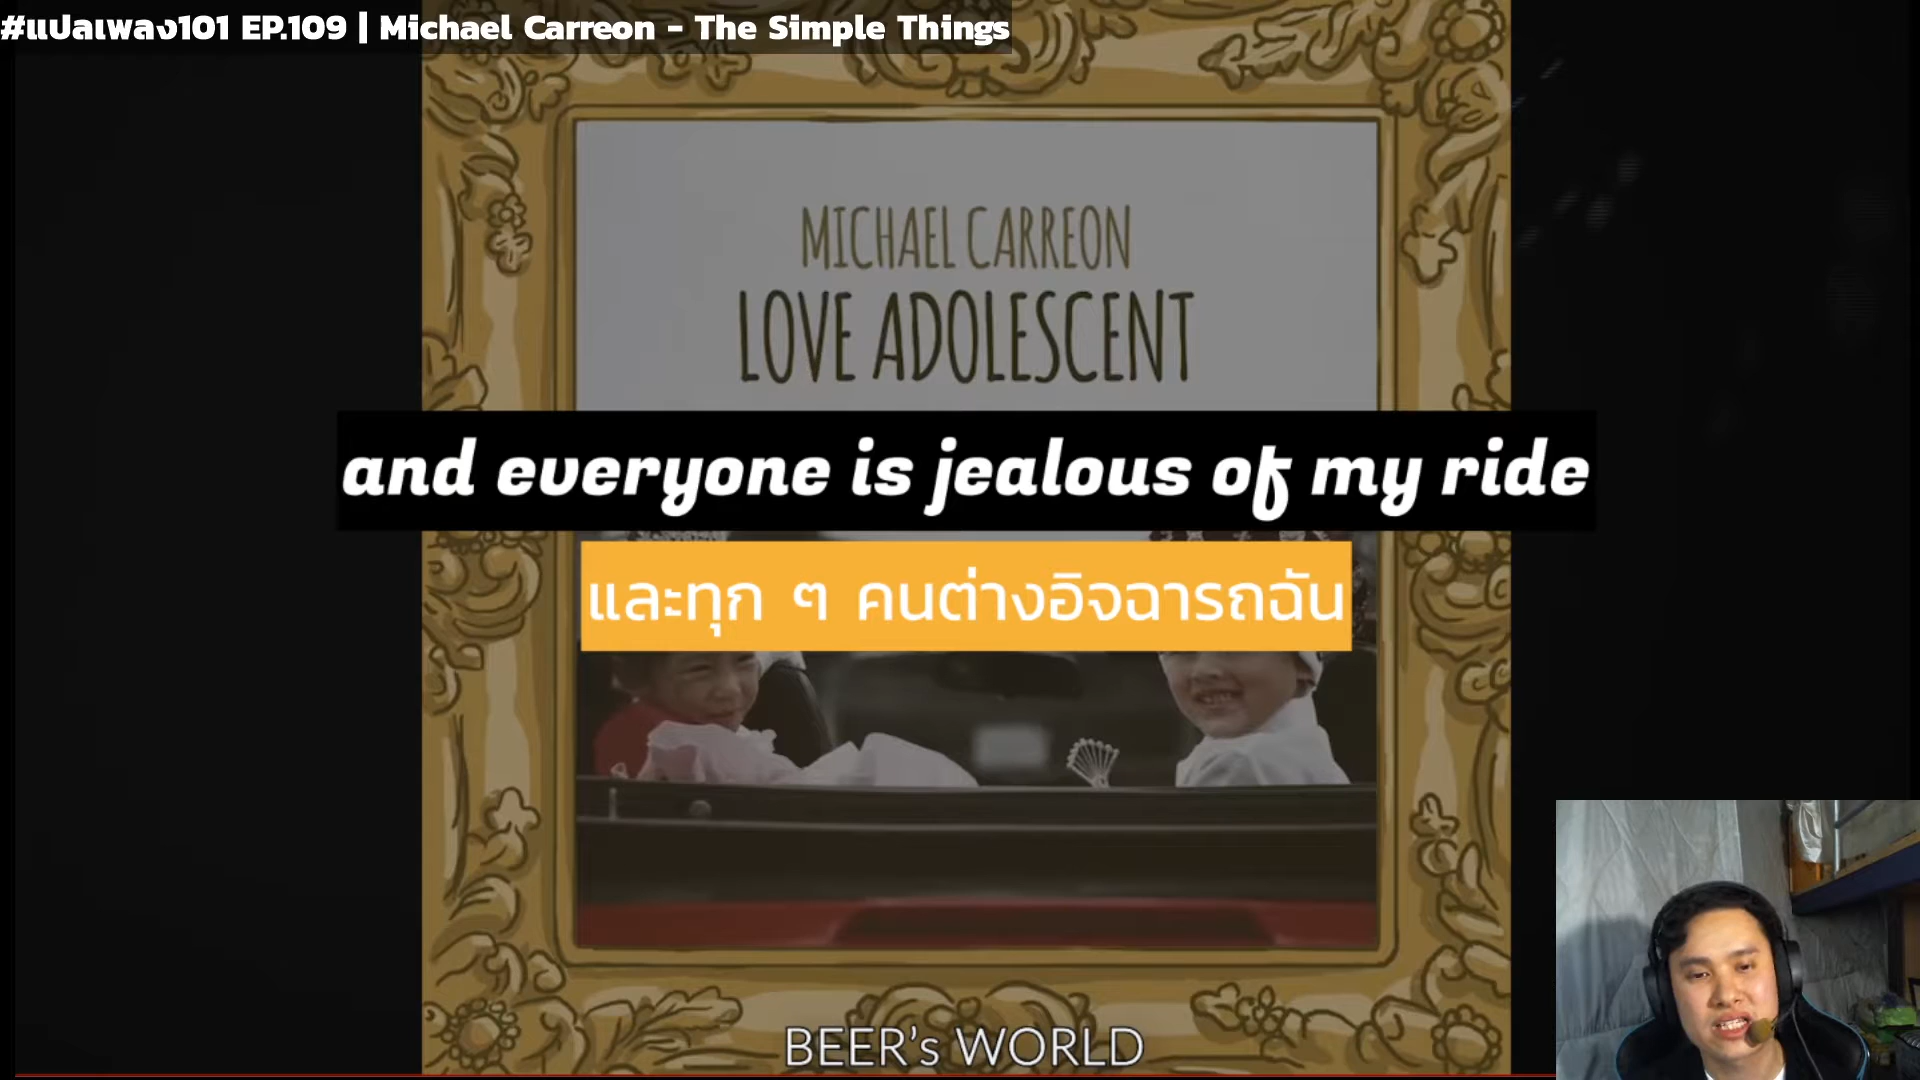 #แปลเพลง101 EP.109 | Michael Carreon - The Simple Things
MICHAEL CARREON
LOVE ADOLESCENT
and everyone is jealous of my ride
และทุก ๆ คนต่างอิจฉารถฉัน
BEER's WORLD